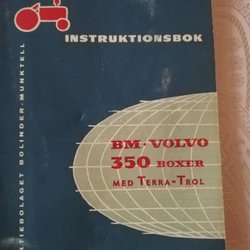 INSTRUKTIONSBOK
BM-VOLVO
350 BOXER
MED TERRA-TROL
AKTIEBOLAGET BOLINDER-MUNKTELL